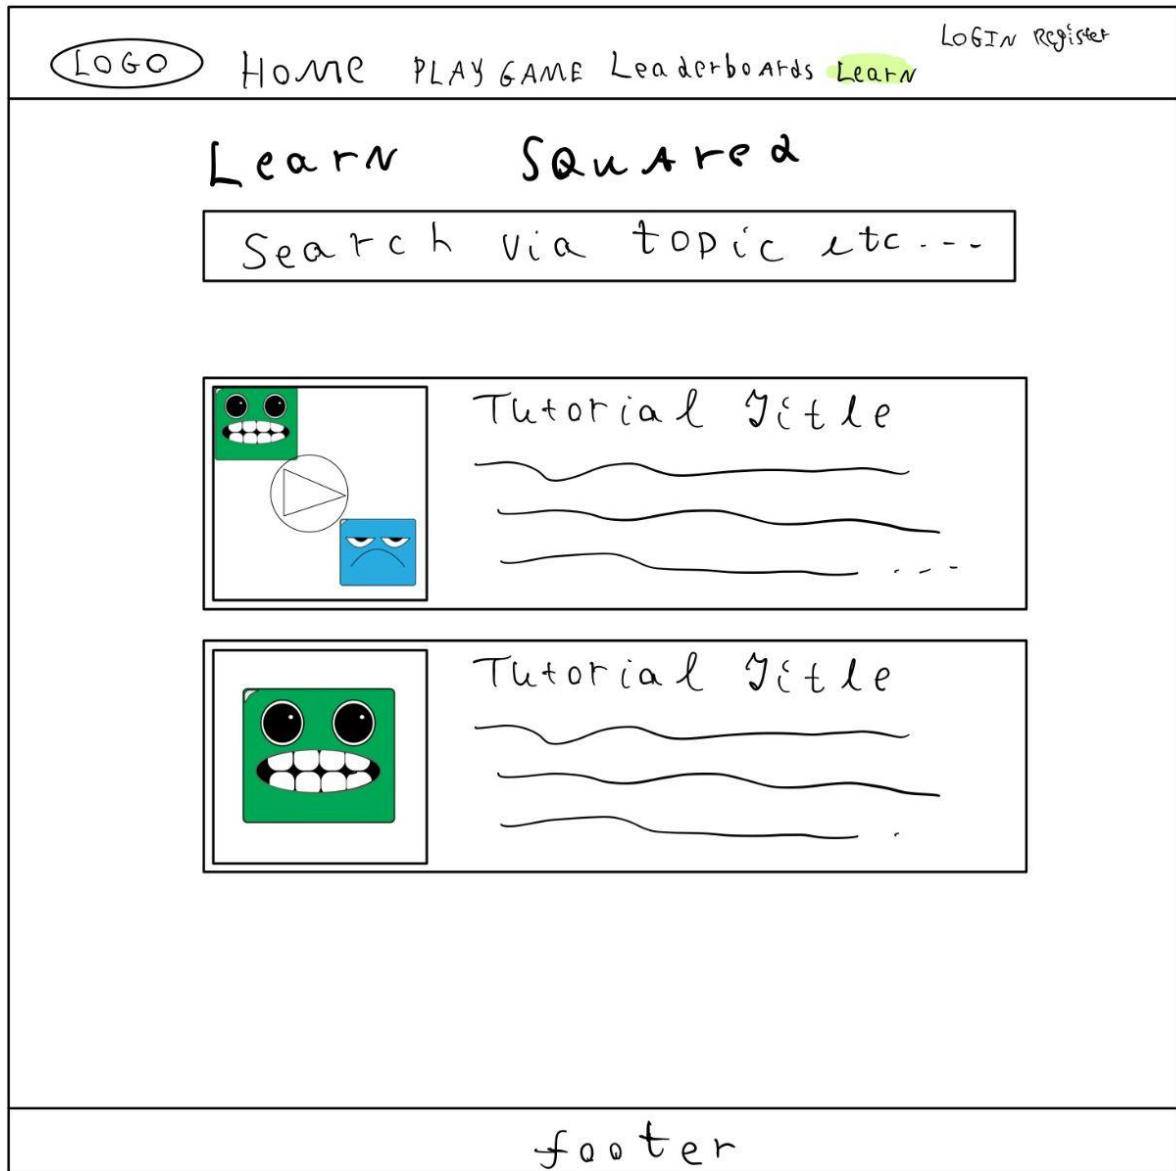 LOGO Home PLAY GAME Leaderboards Learn LOGIN Register
Learn Squared
Search via topic etc...
Tutorial Title
Tutorial Title
footer